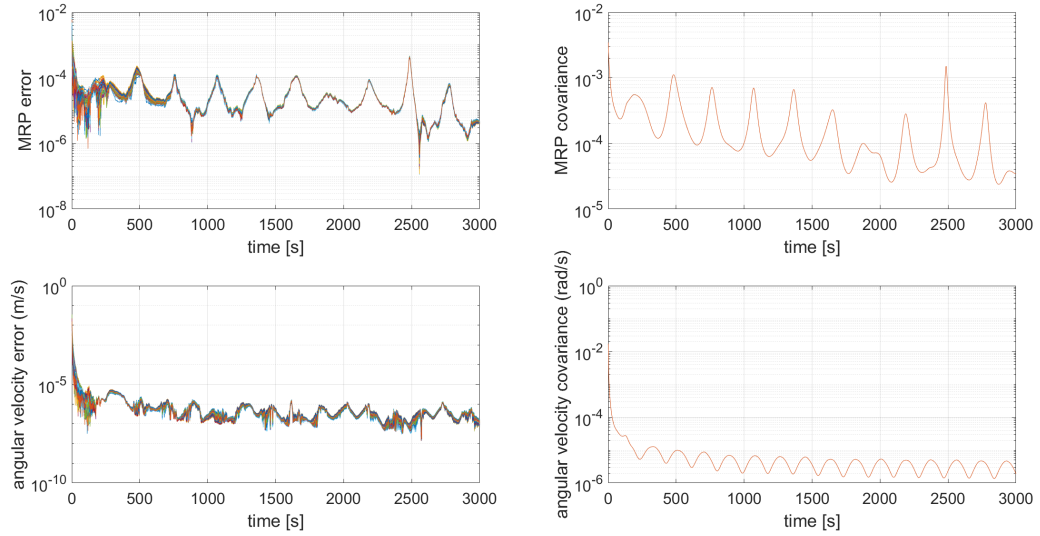 10^-2
10^-4
10^-6
10^-8
MRP error
0 500 1000 1500 2000 2500 3000
time [s]
10^-2
10^-3
10^-4
10^-5
MRP covariance
0 500 1000 1500 2000 2500 3000
time [s]
10^0
10^-5
10^-10
angular velocity error (m/s)
0 500 1000 1500 2000 2500 3000
time [s]
10^0
10^-2
10^-4
10^-6
angular velocity covariance (rad/s)
0 500 1000 1500 2000 2500 3000
time [s]